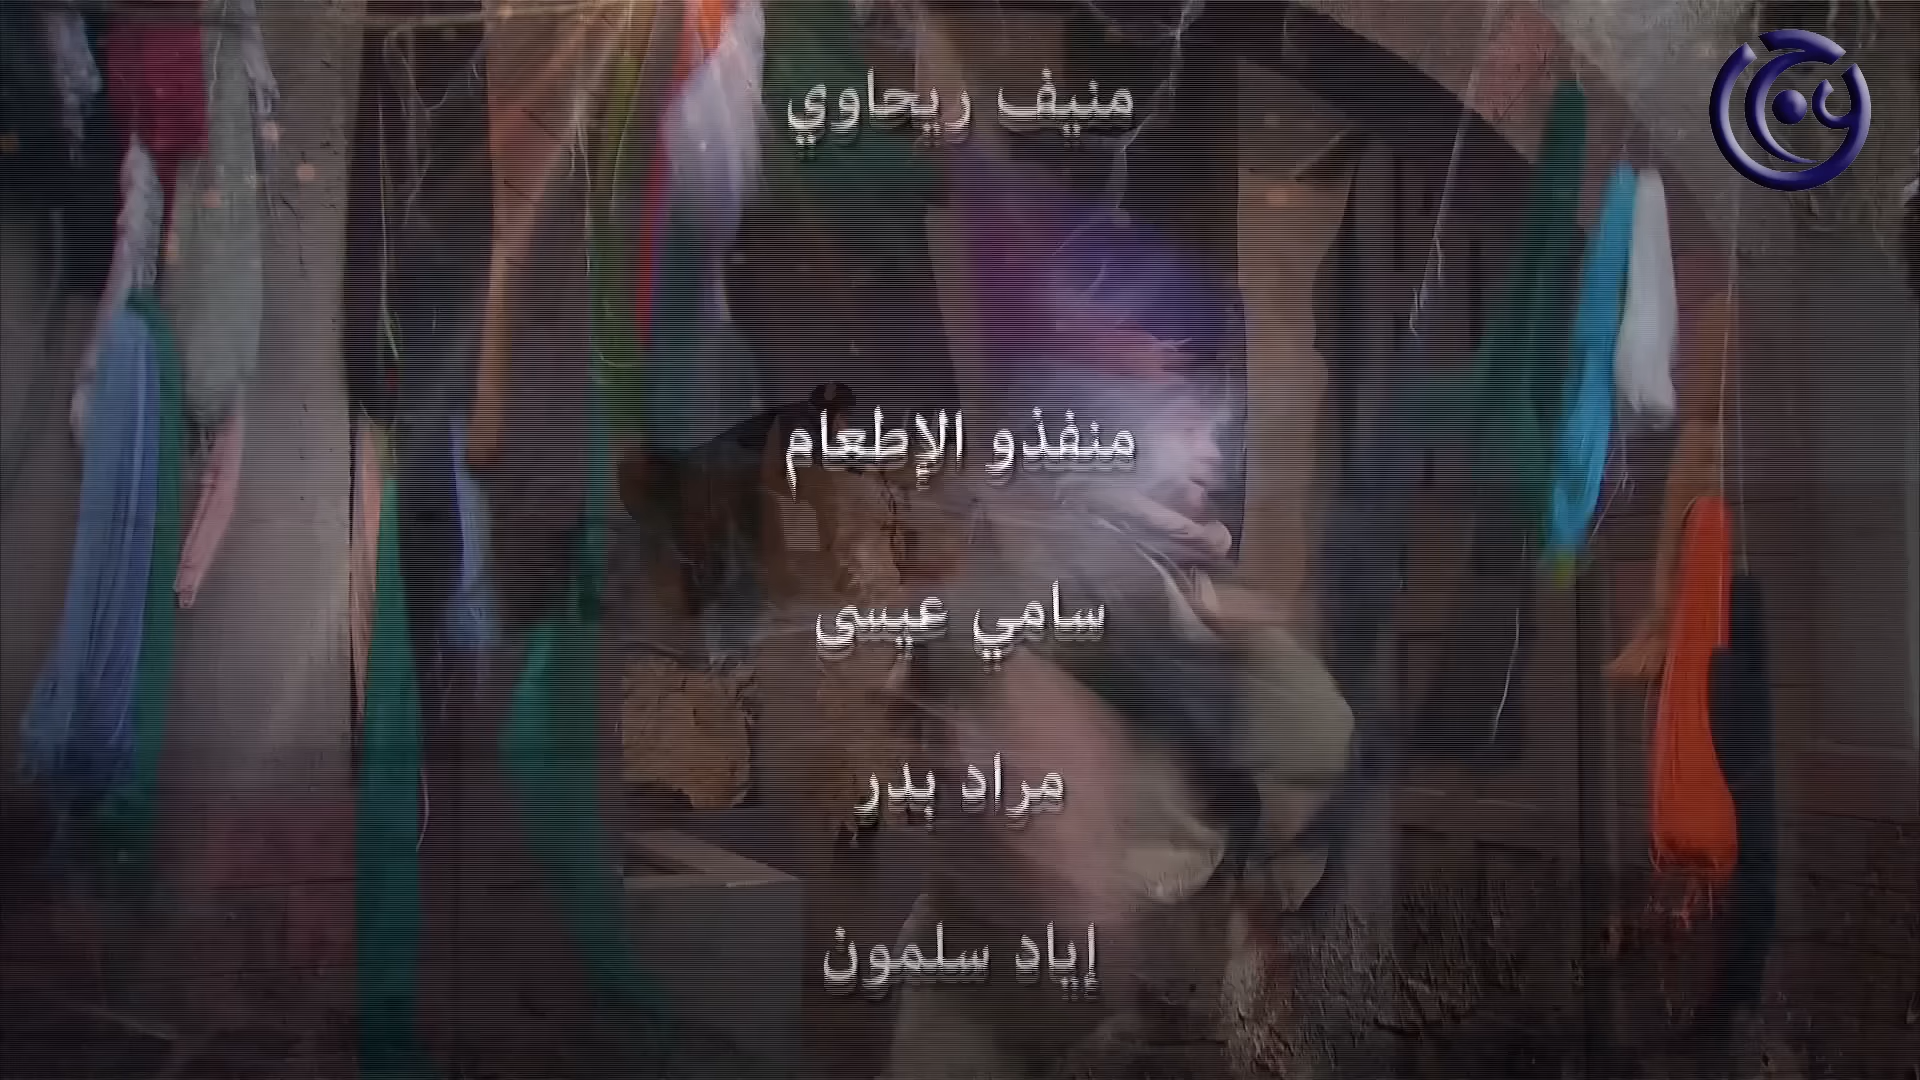 منيف ريحاوي
منفذو الإطعام
سامي عيسى
مراد بدر
إياد سلمون